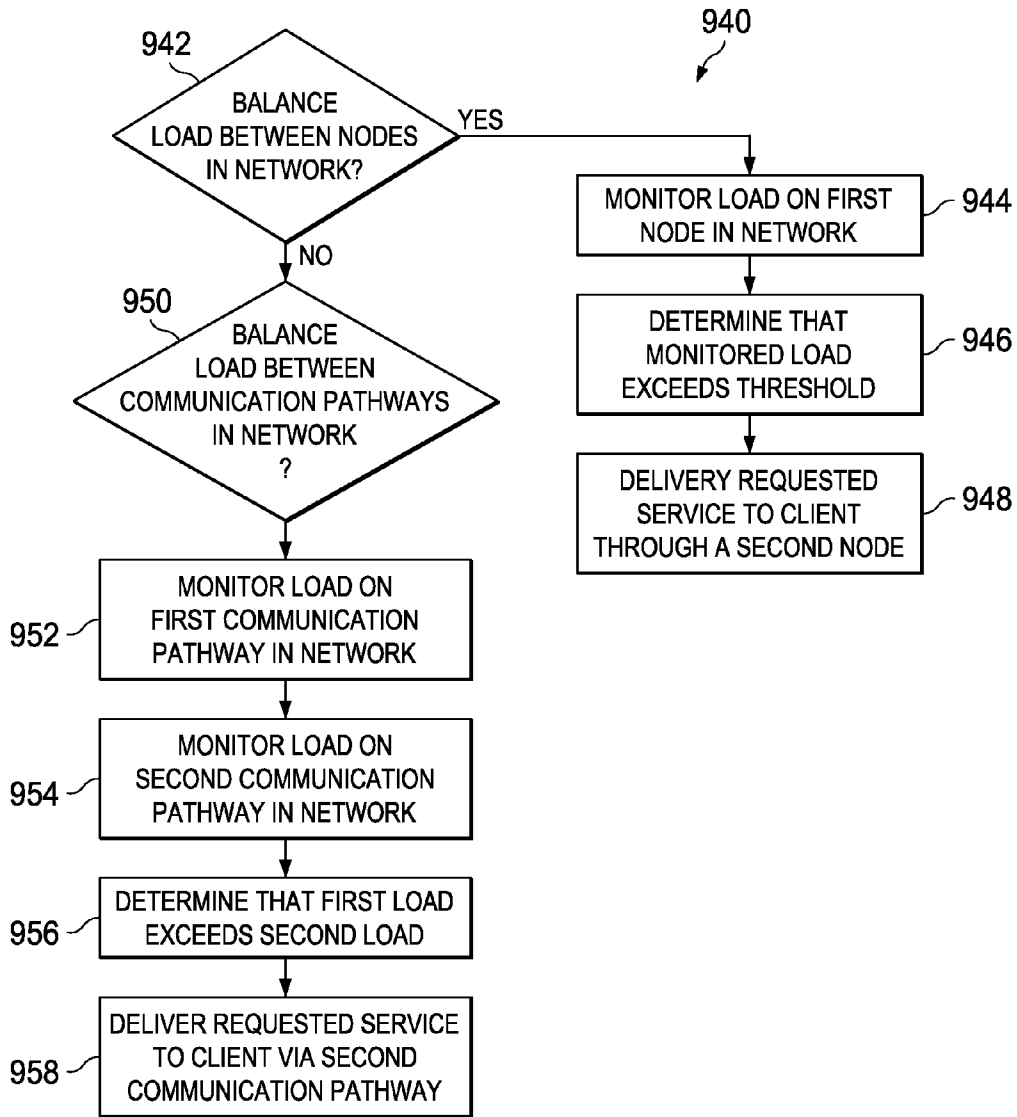 940
942
BALANCE
LOAD BETWEEN NODES
IN NETWORK?
YES
NO
MONITOR LOAD ON FIRST
NODE IN NETWORK
944
DETERMINE THAT
MONITORED LOAD
EXCEEDS THRESHOLD
946
DELIVERY REQUESTED
SERVICE TO CLIENT
THROUGH A SECOND NODE
948
950
BALANCE
LOAD BETWEEN
COMMUNICATION PATHWAYS
IN NETWORK
?
952
MONITOR LOAD ON
FIRST COMMUNICATION
PATHWAY IN NETWORK
954
MONITOR LOAD ON
SECOND COMMUNICATION
PATHWAY IN NETWORK
956
DETERMINE THAT FIRST LOAD
EXCEEDS SECOND LOAD
958
DELIVER REQUESTED SERVICE
TO CLIENT VIA SECOND
COMMUNICATION PATHWAY